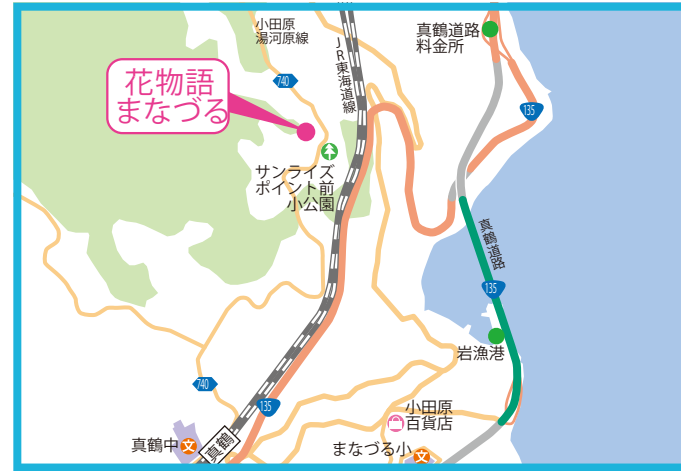 小田原
湯河原線
JR東海道線
真鶴道路
料金所
740
135
花物語
まなづる
サンライズ
ポイント前
小公園
真鶴道路
135
岩漁港
740
135
小田原
百貨店
真鶴
真鶴中
文
まなづる小
文